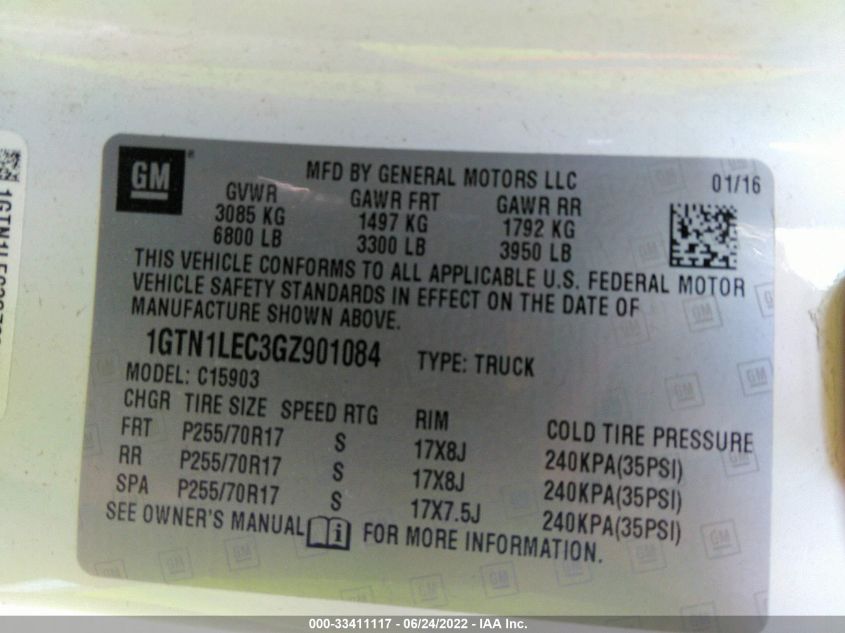 GM
MFD BY GENERAL MOTORS LLC
01/16
GVWR GAWR FRT GAWR RR
3085 KG 1497 KG 1792 KG
6800 LB 3300 LB 3950 LB
THIS VEHICLE CONFORMS TO ALL APPLICABLE U.S. FEDERAL MOTOR
VEHICLE SAFETY STANDARDS IN EFFECT ON THE DATE OF
MANUFACTURE SHOWN ABOVE.
1GTN1LEC3GZ901084 TYPE: TRUCK
MODEL: C15903
CHGR TIRE SIZE SPEED RTG RIM COLD TIRE PRESSURE
FRT P255/70R17 S 17X8J 240KPA(35PSI)
RR P255/70R17 S 17X8J 240KPA(35PSI)
SPA P255/70R17 S 17X7.5J 240KPA(35PSI)
SEE OWNER'S MANUAL FOR MORE INFORMATION.
000-33411117 - 06/24/2022 - IAA Inc.